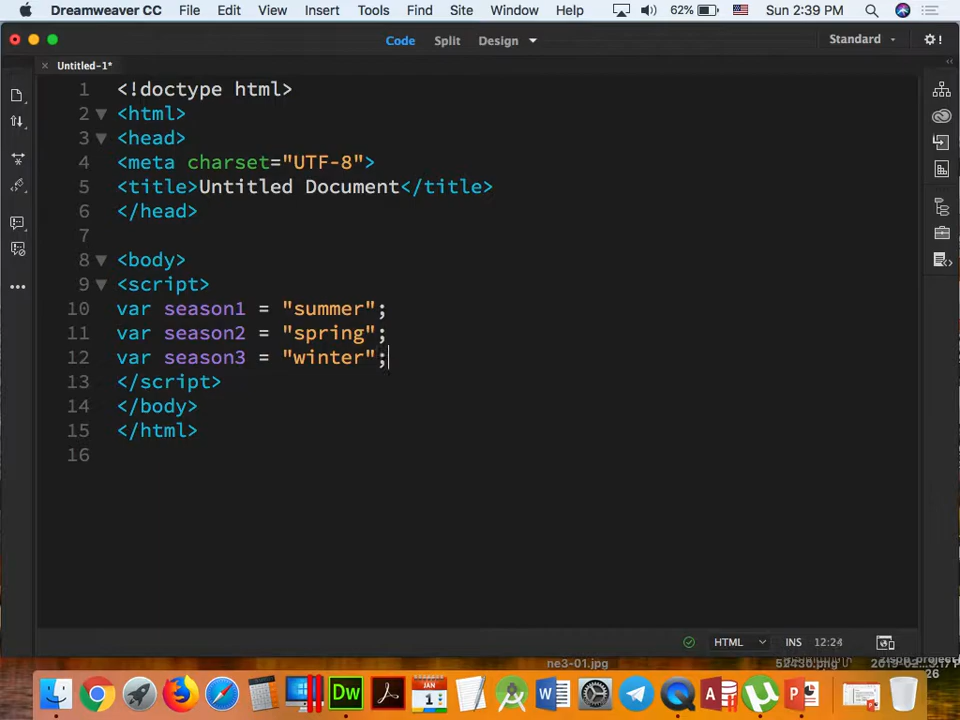 Dreamweaver CC File Edit View Insert Tools Find Site Window Help 62% Sun 2:39 PM
Code Split Design Standard
Untitled-1*
1 <!doctype html>
2 <html>
3 <head>
4 <meta charset="UTF-8">
5 <title>Untitled Document</title>
6 </head>
7
8 <body>
9 <script>
10 var season1 = "summer";
11 var season2 = "spring";
12 var season3 = "winter";
13 </script>
14 </body>
15 </html>
16
HTML INS 12:24
ne3-01.jpg
Dw JAN 1 W A P